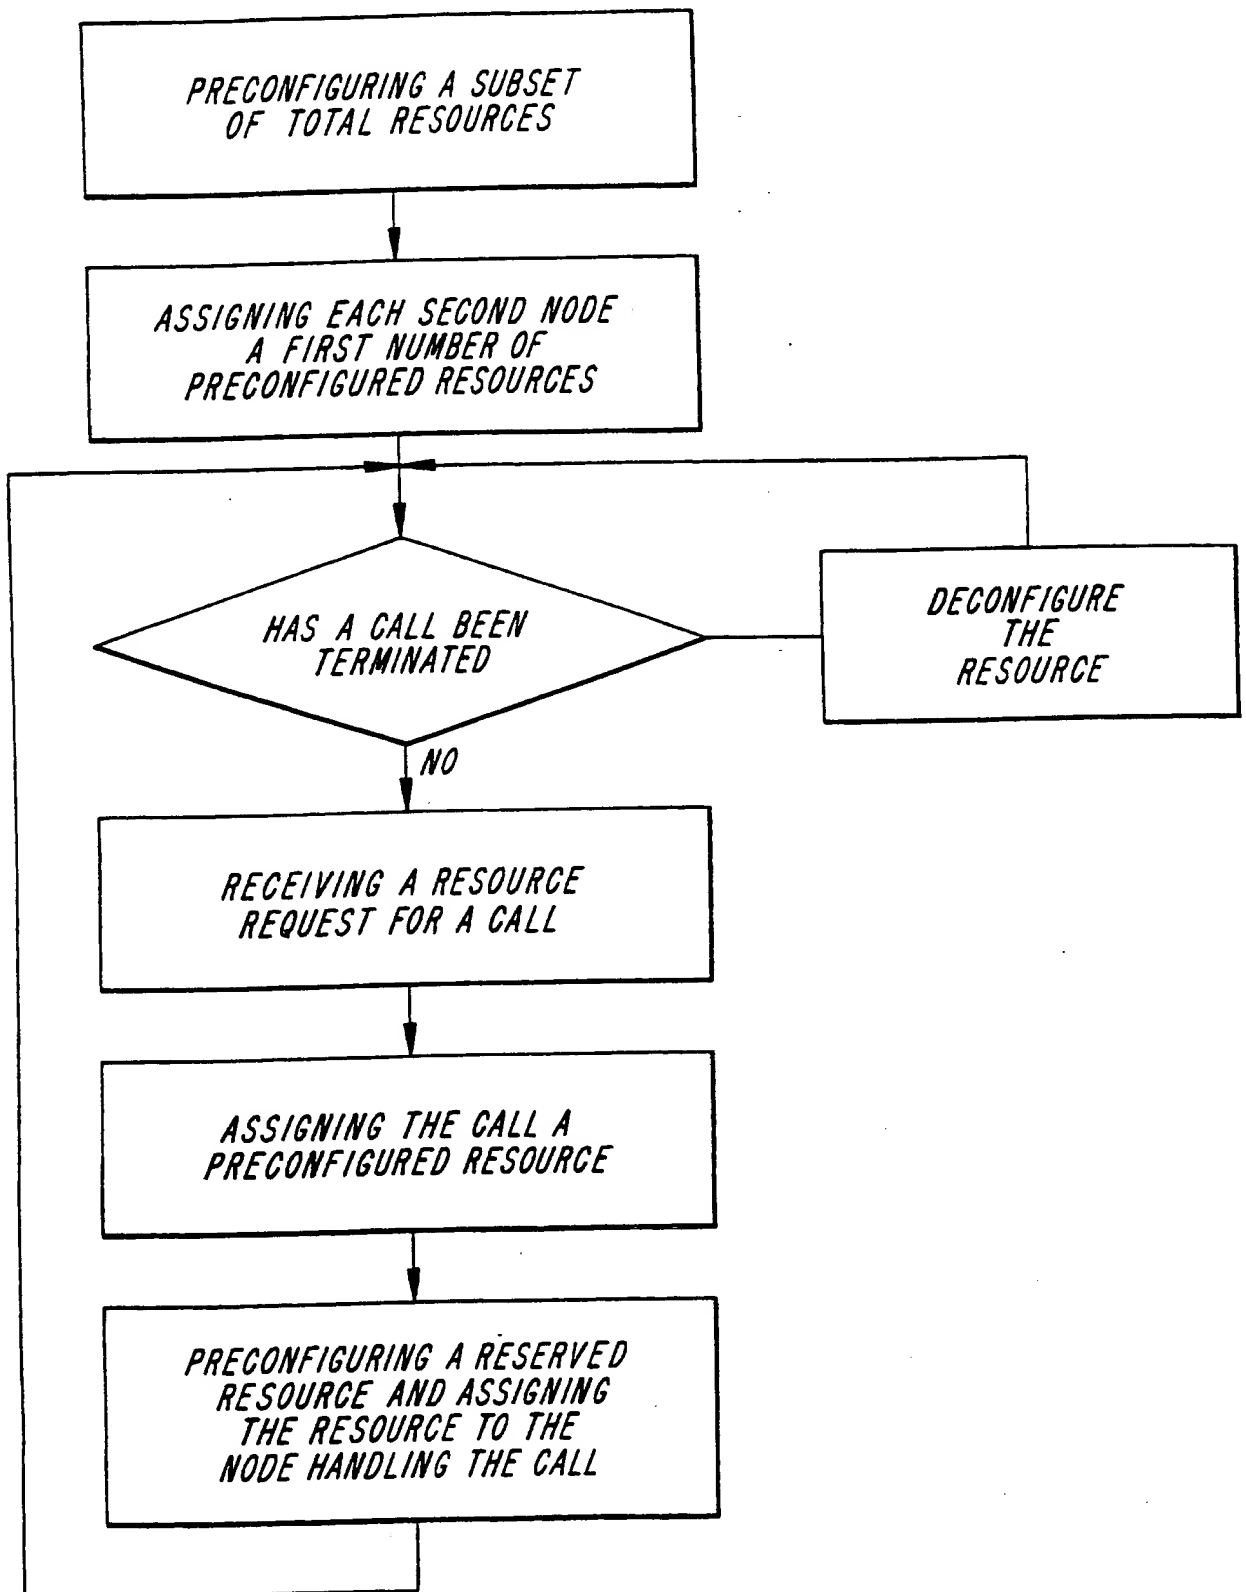 PRECONFIGURING A SUBSET
OF TOTAL RESOURCES
ASSIGNING EACH SECOND NODE
A FIRST NUMBER OF
PRECONFIGURED RESOURCES
HAS A CALL BEEN
TERMINATED
DECONFIGURE
THE
RESOURCE
NO
RECEIVING A RESOURCE
REQUEST FOR A CALL
ASSIGNING THE CALL A
PRECONFIGURED RESOURCE
PRECONFIGURING A RESERVED
RESOURCE AND ASSIGNING
THE RESOURCE TO THE
NODE HANDLING THE CALL